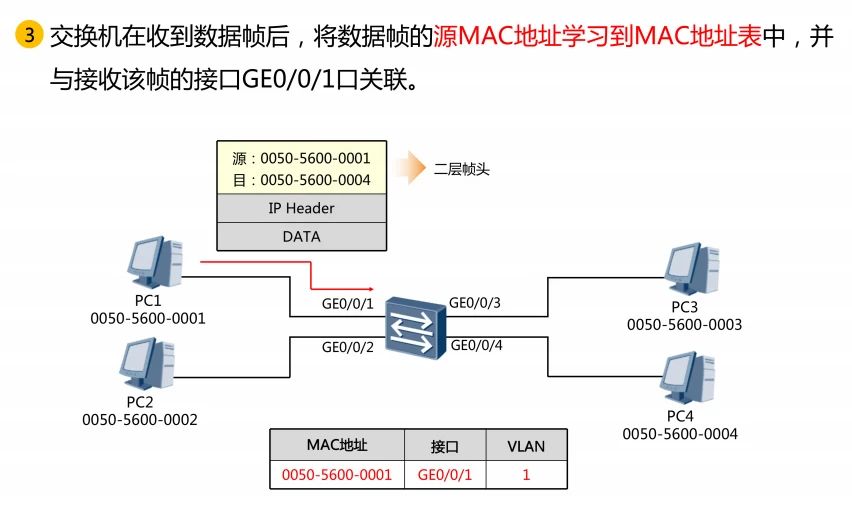 3 交换机在收到数据帧后，将数据帧的源MAC地址学习到MAC地址表中，并
与接收该帧的接口GE0/0/1口关联。
源：0050-5600-0001
目：0050-5600-0004
二层帧头
IP Header
DATA
PC1
0050-5600-0001
GE0/0/1
GE0/0/3
PC3
0050-5600-0003
GE0/0/2
GE0/0/4
PC2
0050-5600-0002
PC4
0050-5600-0004
MAC地址 接口 VLAN
0050-5600-0001 GE0/0/1 1